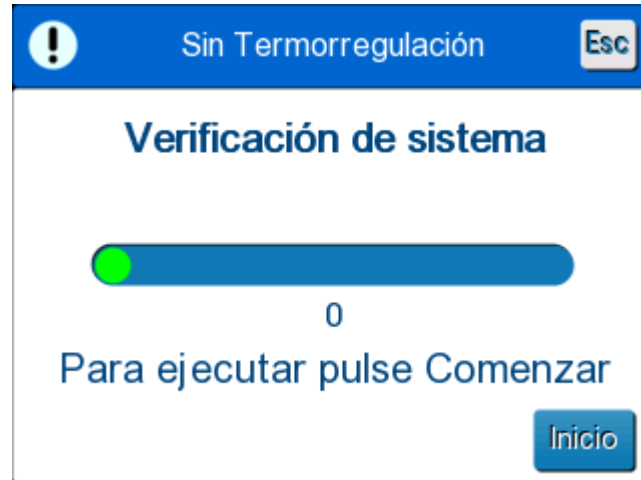 !
Sin Termorregulación
Esc
Verificación de sistema
0
Para ejecutar pulse Comenzar
Inicio